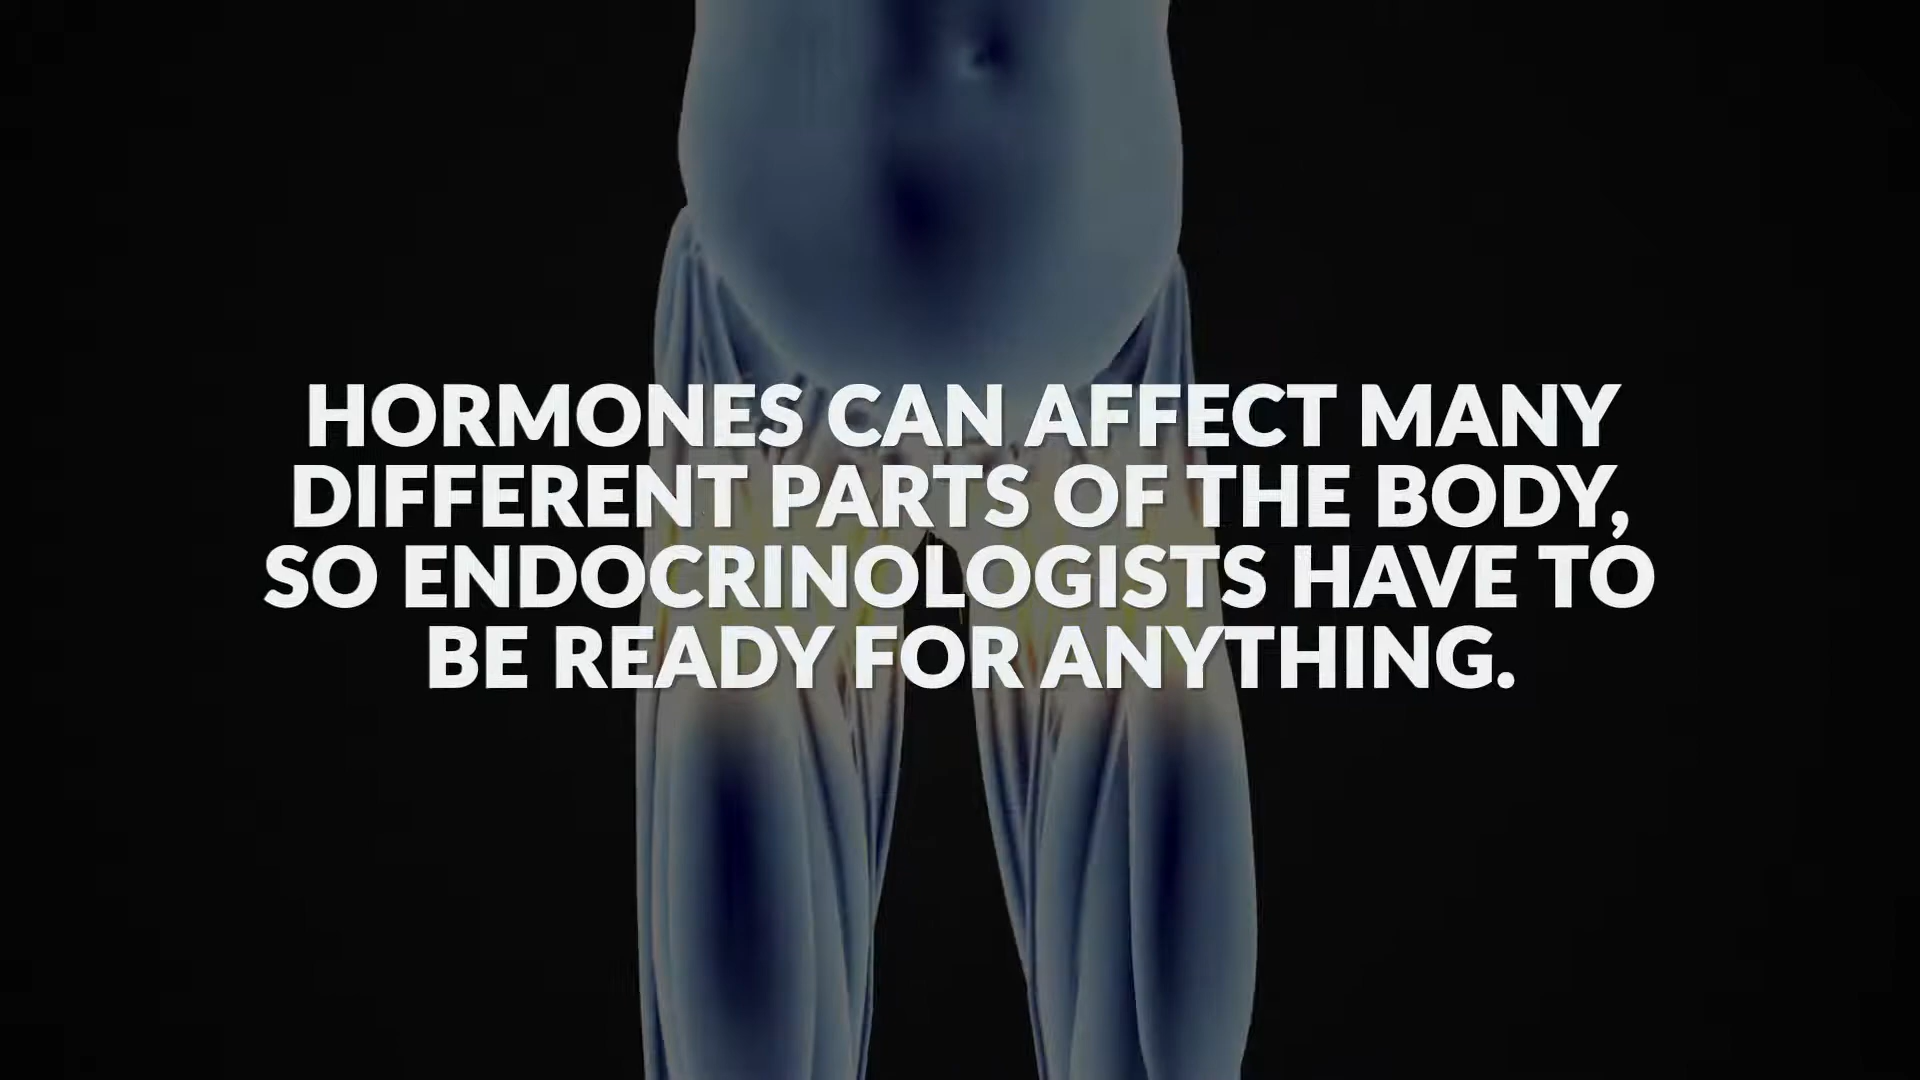 HORMONES CAN AFFECT MANY
DIFFERENT PARTS OF THE BODY,
SO ENDOCRINOLOGISTS HAVE TO
BE READY FOR ANYTHING.